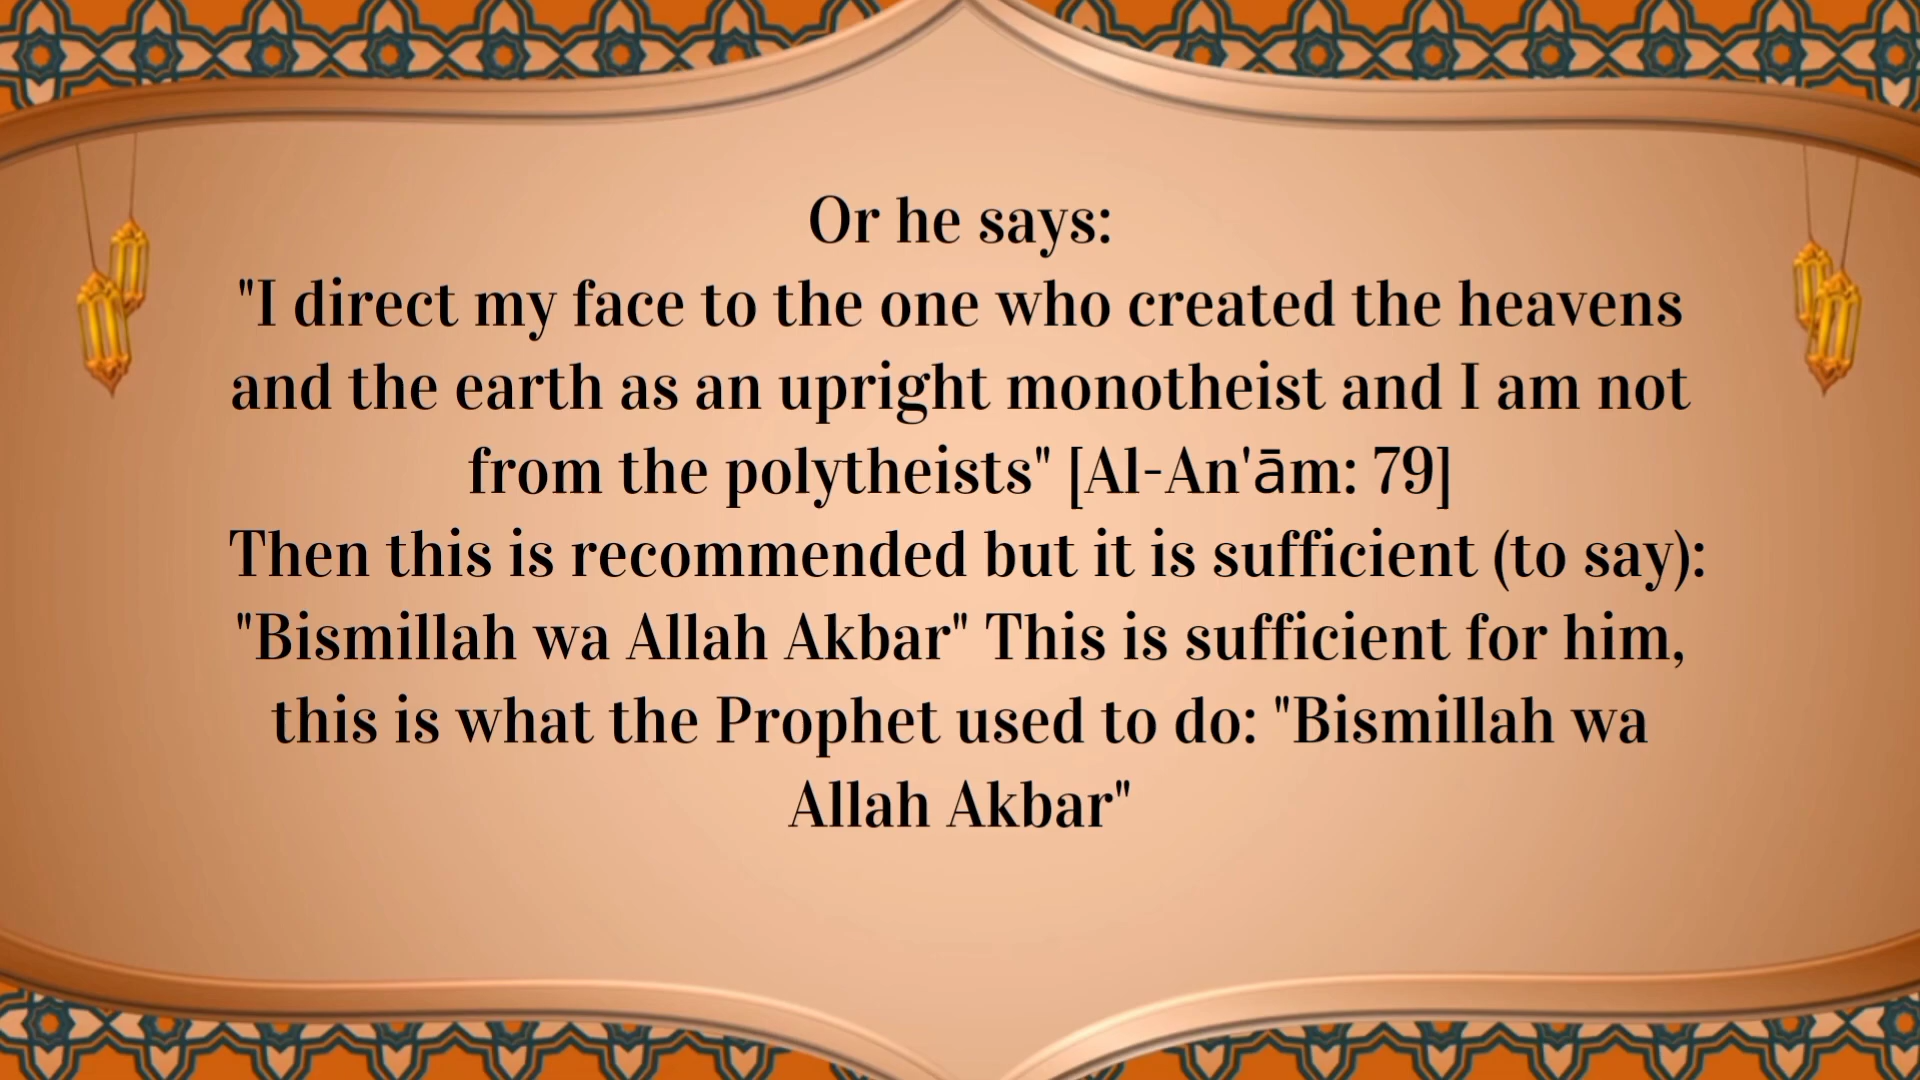 Or he says:
"I direct my face to the one who created the heavens
and the earth as an upright monotheist and I am not
from the polytheists" [Al-An'ām: 79]
Then this is recommended but it is sufficient (to say):
"Bismillah wa Allah Akbar" This is sufficient for him,
this is what the Prophet used to do: "Bismillah wa
Allah Akbar"